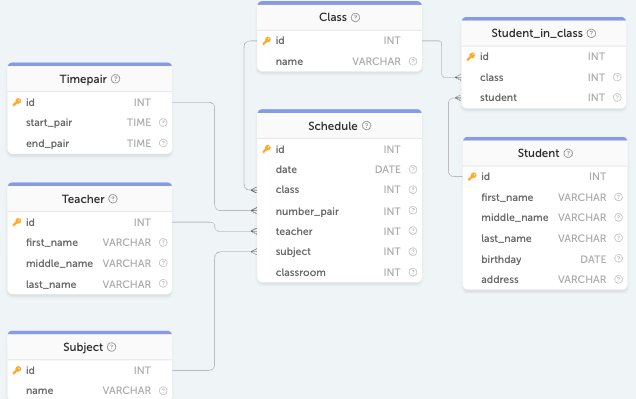 Class
id INT
name VARCHAR
Student_in_class
id INT
class INT
student INT
Timepair
id INT
start_pair TIME
end_pair TIME
Schedule
id INT
date DATE
class INT
number_pair INT
teacher INT
subject INT
classroom INT
Student
id INT
first_name VARCHAR
middle_name VARCHAR
last_name VARCHAR
birthday DATE
address VARCHAR
Teacher
id INT
first_name VARCHAR
middle_name VARCHAR
last_name VARCHAR
Subject
id INT
name VARCHAR